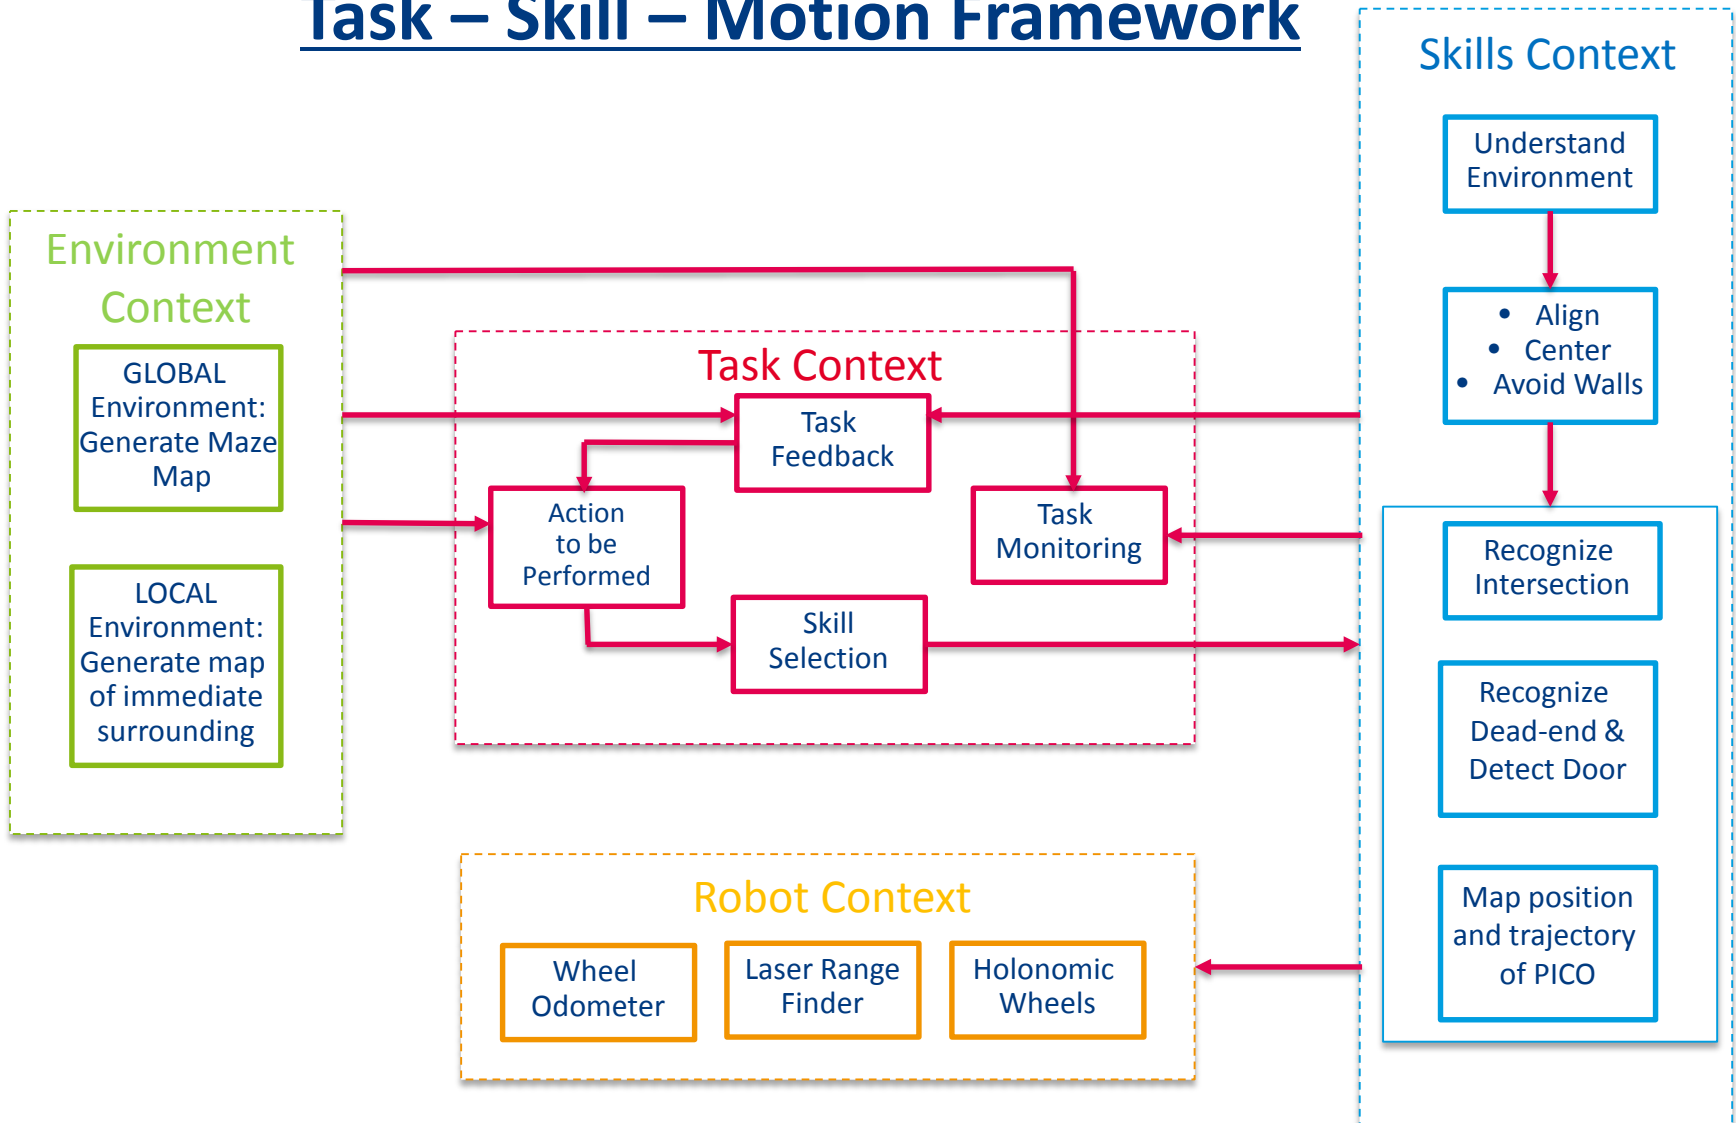 Task – Skill – Motion Framework
Skills Context
Understand
Environment
• Align
• Center
• Avoid Walls
Recognize
Intersection
Recognize
Dead-end &
Detect Door
Map position
and trajectory
of PICO
Environment
Context
GLOBAL
Environment:
Generate Maze
Map
LOCAL
Environment:
Generate map
of immediate
surrounding
Task Context
Task
Feedback
Action
to be
Performed
Task
Monitoring
Skill
Selection
Robot Context
Wheel
Odometer
Laser Range
Finder
Holonomic
Wheels